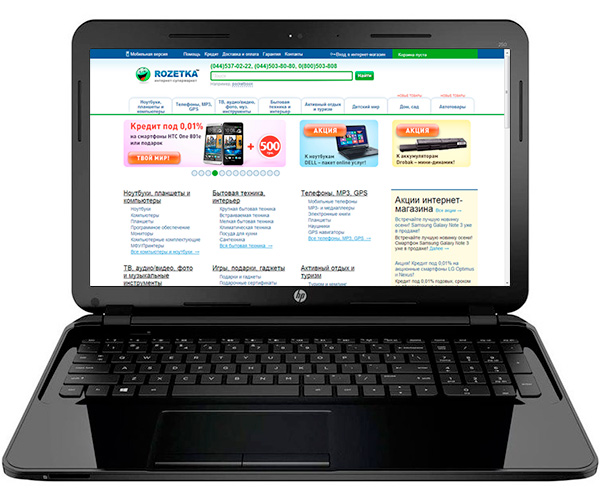 250
Мобильная версия Помощь Кредит Доставка и оплата Гарантия Контакты Вход в интернет-магазин Корзина пуста
(044)537-02-22, (044)503-80-80, 0(800)503-808
ROZETKA
интернет-супермаркет
Найти
Ноутбуки, планшеты и компьютеры
Телефоны, MP3, GPS
ТВ, аудио/видео, фото, муз. инструменты
Бытовая техника и интерьер
Активный отдых и туризм
Детский мир
Дом, сад
Автотовары
Кредит под 0,01%
на смартфоны HTC One 801e
или подарок
+ 500
грн
ТВОЙ МИР!
АКЦИЯ
К ноутбукам
DELL – пакет online услуг!
АКЦИЯ
К аккумуляторам
Drobak – мини-динамик!
Ноутбуки, планшеты и
компьютеры
Ноутбуки
Компьютеры
Планшеты
Программное обеспечение
Мониторы
Компьютерные комплектующие
МФУ/Принтеры
Все компьютеры и ноутбуки →
Бытовая техника,
интерьер
Крупная бытовая техника
Встраиваемая техника
Мелкая бытовая техника
Климатическая техника
Посуда для кухни
Сантехника
Все бытовая техника →
Телефоны, MP3, GPS
Мобильные телефоны
MP3- и медиаплееры
Электронные книги
Планшеты
Наушники
GPS навигаторы
Все телефоны, MP3, GPS →
Акции интернет-
магазина Все акции →
Встречайте лучшую новинку
осени! Samsung Galaxy Note 3
уже в продаже!
Встречайте лучшую новинку
осени! Смартфон Samsung Galaxy Note 3
уже в продаже! Далее →
Акция! Кредит под 0,01% на
акционные смартфоны LG Optimus
и Nexus!
Кредит под 0,01% годовых, сроком
ТВ, аудио/видео, фото
и музыкальные
инструменты
Игры, подарки, гаджеты
Подарки и гаджеты
Подарочные сертификаты
Активный отдых и
туризм
Туризм и кемпинг
hp